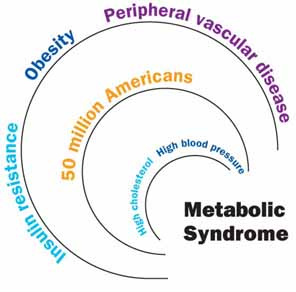 Peripheral vascular disease
Obesity
Insulin resistance
50 million Americans
High blood pressure
High cholesterol
Metabolic
Syndrome